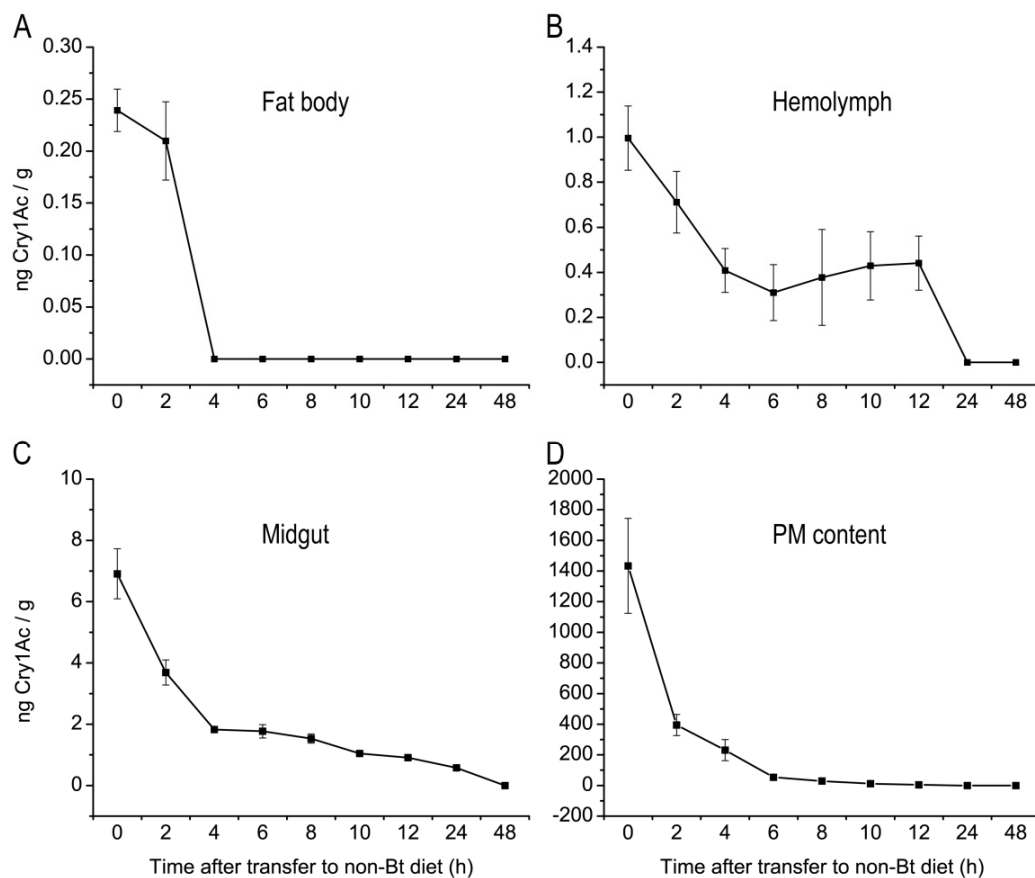 A
0.30
0.25
0.20
0.15
0.10
0.05
0.00
ng Cry1Ac / g
Fat body
0 2 4 6 8 10 12 24 48
B
1.4
1.2
1.0
0.8
0.6
0.4
0.2
0.0
Hemolymph
0 2 4 6 8 10 12 24 48
C
10
8
6
4
2
0
ng Cry1Ac / g
Midgut
0 2 4 6 8 10 12 24 48
Time after transfer to non-Bt diet (h)
D
2000
1800
1600
1400
1200
1000
800
600
400
200
0
-200
PM content
0 2 4 6 8 10 12 24 48
Time after transfer to non-Bt diet (h)